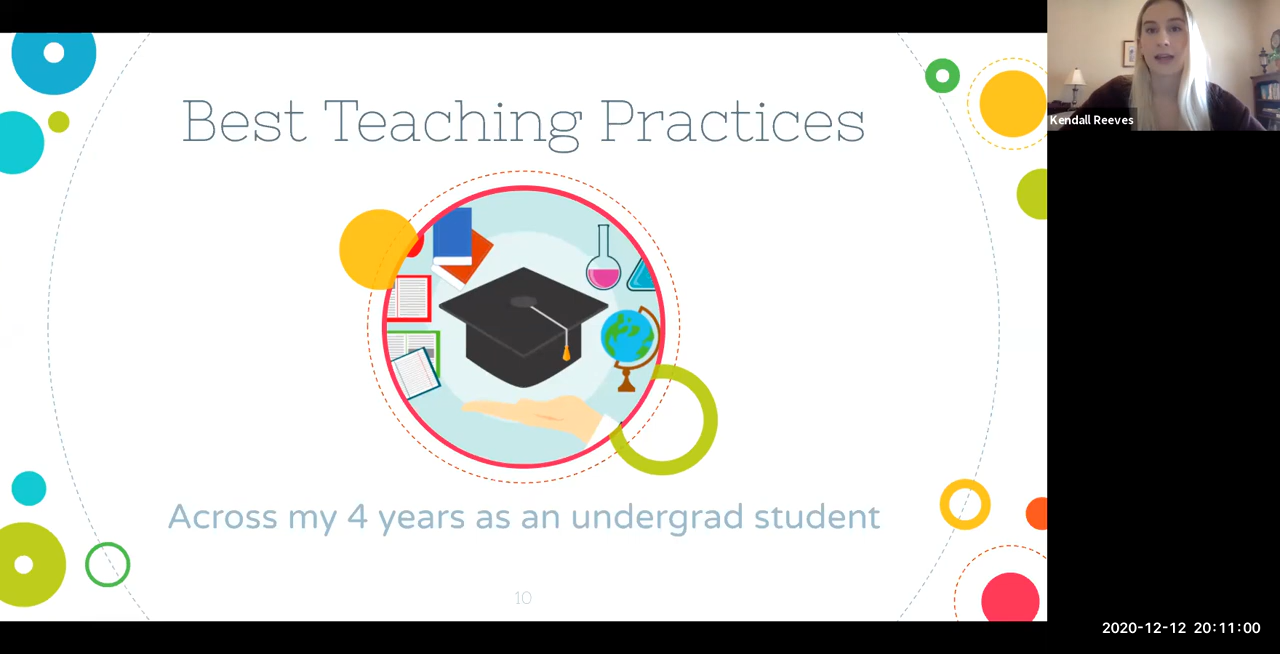 Best Teaching Practices
Kendall Reeves
Across my 4 years as an undergrad student
10
2020-12-12 20:11:00